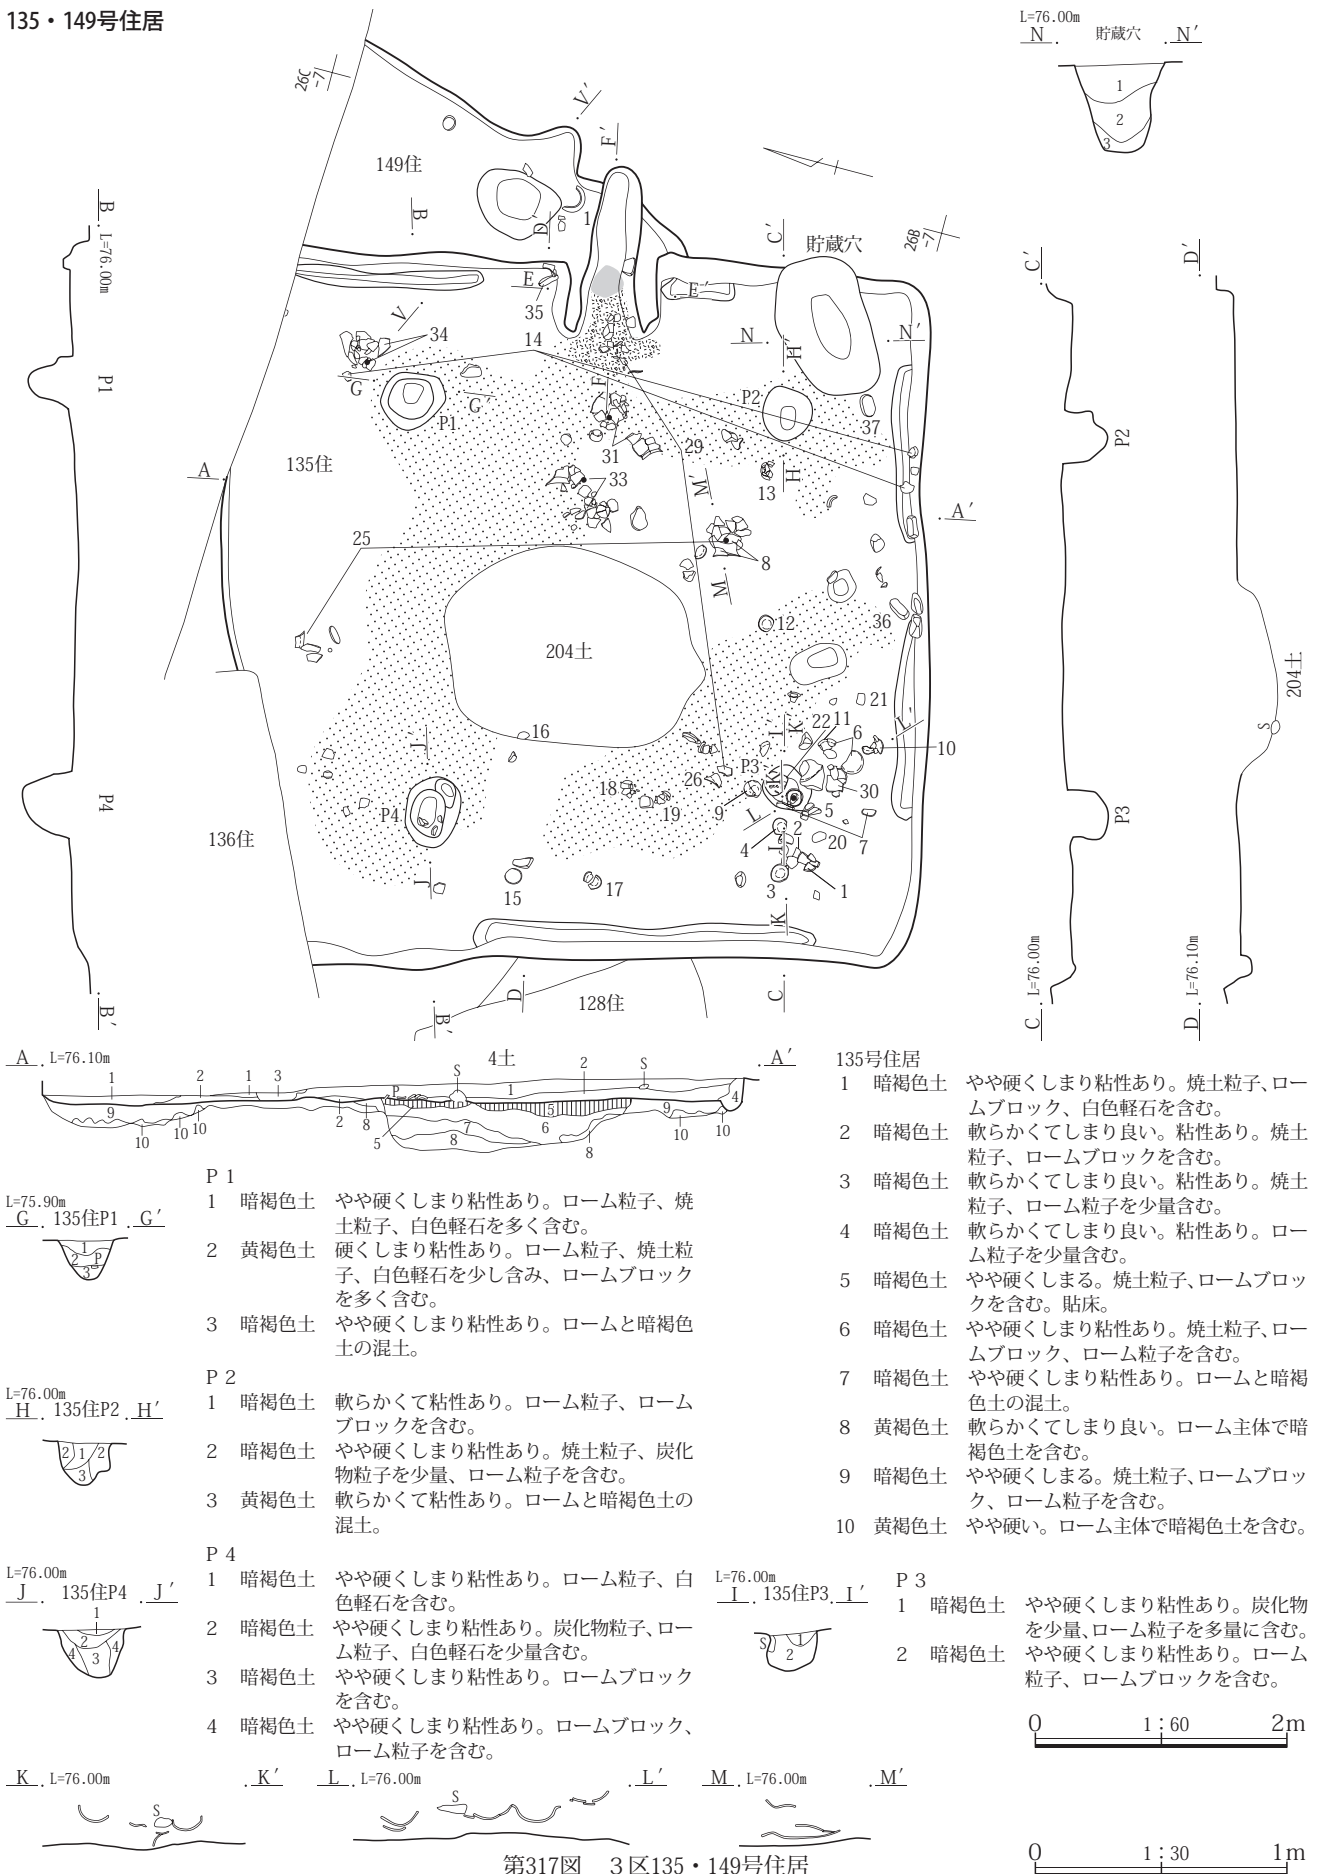 135・149号住居
L=76.00m
N 貯蔵穴 N′
1
2
3
26C
-7
V′
F′
149住
B
D′
1
C′
貯蔵穴
26B
-7
B
L=76.00m
P1
P4
B′
E
E′
35
V
34
14
N
N′
H′
G
G′
F
P1
P2
37
31
29
A
135住
33
M′
H
13
A′
25
8
M
12
36
204土
21
J′
16
I′
K′
22
11
6
L′
10
P3
26
18
19
9
K
30
5
P4
L
2
4
I
20
7
136住
J
15
17
3
1
K
D
C
128住
B′
C′
P2
P3
L=76.00m
C
D′
204土
S
L=76.10m
D
A L=76.10m 4土 A′
1 2 1 3 P S 1 2 S 4
9 10 10 10 2 8 5 7 8 6 5 8 9 10 10
135号住居
1 暗褐色土 やや硬くしまり粘性あり。焼土粒子、ロー
ムブロック、白色軽石を含む。
2 暗褐色土 軟らかくてしまり良い。粘性あり。焼土
粒子、ロームブロックを含む。
3 暗褐色土 軟らかくてしまり良い。粘性あり。焼土
粒子、ローム粒子を少量含む。
4 暗褐色土 軟らかくてしまり良い。粘性あり。ロー
ム粒子を少量含む。
5 暗褐色土 やや硬くしまる。焼土粒子、ロームブロッ
クを含む。貼床。
6 暗褐色土 やや硬くしまり粘性あり。焼土粒子、ロー
ムブロック、ローム粒子を含む。
7 暗褐色土 やや硬くしまり粘性あり。ロームと暗褐
色土の混土。
8 黄褐色土 軟らかくてしまり良い。ローム主体で暗
褐色土を含む。
9 暗褐色土 やや硬くしまる。焼土粒子、ロームブロッ
ク、ローム粒子を含む。
10 黄褐色土 やや硬い。ローム主体で暗褐色土を含む。
L=75.90m
G 135住P1 G′
1
2 P
3
P 1
1 暗褐色土 やや硬くしまり粘性あり。ローム粒子、焼
土粒子、白色軽石を多く含む。
2 黄褐色土 硬くしまり粘性あり。ローム粒子、焼土粒
子、白色軽石を少し含み、ロームブロック
を多く含む。
3 暗褐色土 やや硬くしまり粘性あり。ロームと暗褐色
土の混土。
L=76.00m
H 135住P2 H′
2 1 2
3
P 2
1 暗褐色土 軟らかくて粘性あり。ローム粒子、ローム
ブロックを含む。
2 暗褐色土 やや硬くしまり粘性あり。焼土粒子、炭化
物粒子を少量、ローム粒子を含む。
3 黄褐色土 軟らかくて粘性あり。ロームと暗褐色土の
混土。
L=76.00m
J 135住P4 J′
1
2
4 3 4
P 4
1 暗褐色土 やや硬くしまり粘性あり。ローム粒子、白
色軽石を含む。
2 暗褐色土 やや硬くしまり粘性あり。炭化物粒子、ロー
ム粒子、白色軽石を少量含む。
3 暗褐色土 やや硬くしまり粘性あり。ロームブロック
を含む。
4 暗褐色土 やや硬くしまり粘性あり。ロームブロック、
ローム粒子を含む。
L=76.00m
I 135住P3 I′
S 1
2
P 3
1 暗褐色土 やや硬くしまり粘性あり。炭化物
を少量、ローム粒子を多量に含む。
2 暗褐色土 やや硬くしまり粘性あり。ローム
粒子、ロームブロックを含む。
0 1：60 2m
K L=76.00m K′
S
L L=76.00m L′
S
M L=76.00m M′
0 1：30 1m
第317図 3区135・149号住居